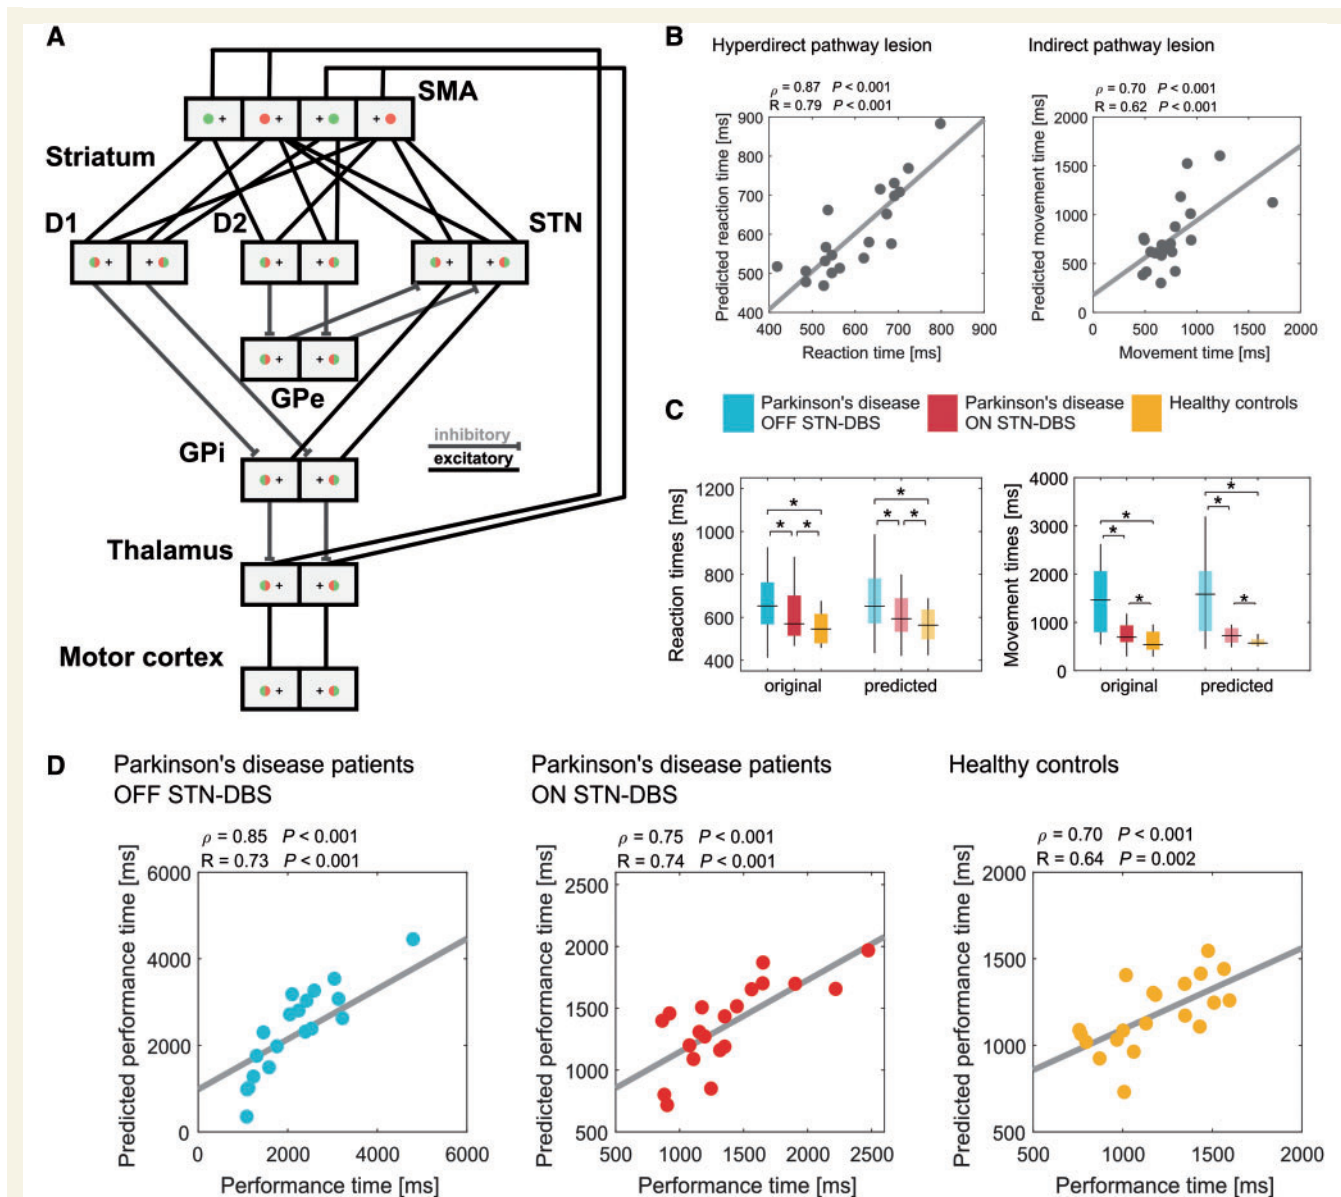 A
SMA
Striatum
D1
D2
STN
GPe
GPi
inhibitory
excitatory
Thalamus
Motor cortex
B
Hyperdirect pathway lesion
ρ = 0.87 P < 0.001
R = 0.79 P < 0.001
Predicted reaction time [ms]
900
800
700
600
500
400
400 500 600 700 800 900
Reaction time [ms]
Indirect pathway lesion
ρ = 0.70 P < 0.001
R = 0.62 P < 0.001
Predicted movement time [ms]
2000
1500
1000
500
0
0 500 1000 1500 2000
Movement time [ms]
C
Parkinson's disease
OFF STN-DBS
Parkinson's disease
ON STN-DBS
Healthy controls
Reaction times [ms]
1200
1000
800
600
400
* * * * * *
original predicted
Movement times [ms]
4000
3000
2000
1000
0
* * * * * *
original predicted
D
Parkinson's disease patients
OFF STN-DBS
ρ = 0.85 P < 0.001
R = 0.73 P < 0.001
Predicted performance time [ms]
6000
4000
2000
0
0 2000 4000 6000
Performance time [ms]
Parkinson's disease patients
ON STN-DBS
ρ = 0.75 P < 0.001
R = 0.74 P < 0.001
Predicted performance time [ms]
2500
2000
1500
1000
500
500 1000 1500 2000 2500
Performance time [ms]
Healthy controls
ρ = 0.70 P < 0.001
R = 0.64 P = 0.002
Predicted performance time [ms]
2000
1500
1000
500
500 1000 1500 2000
Performance time [ms]